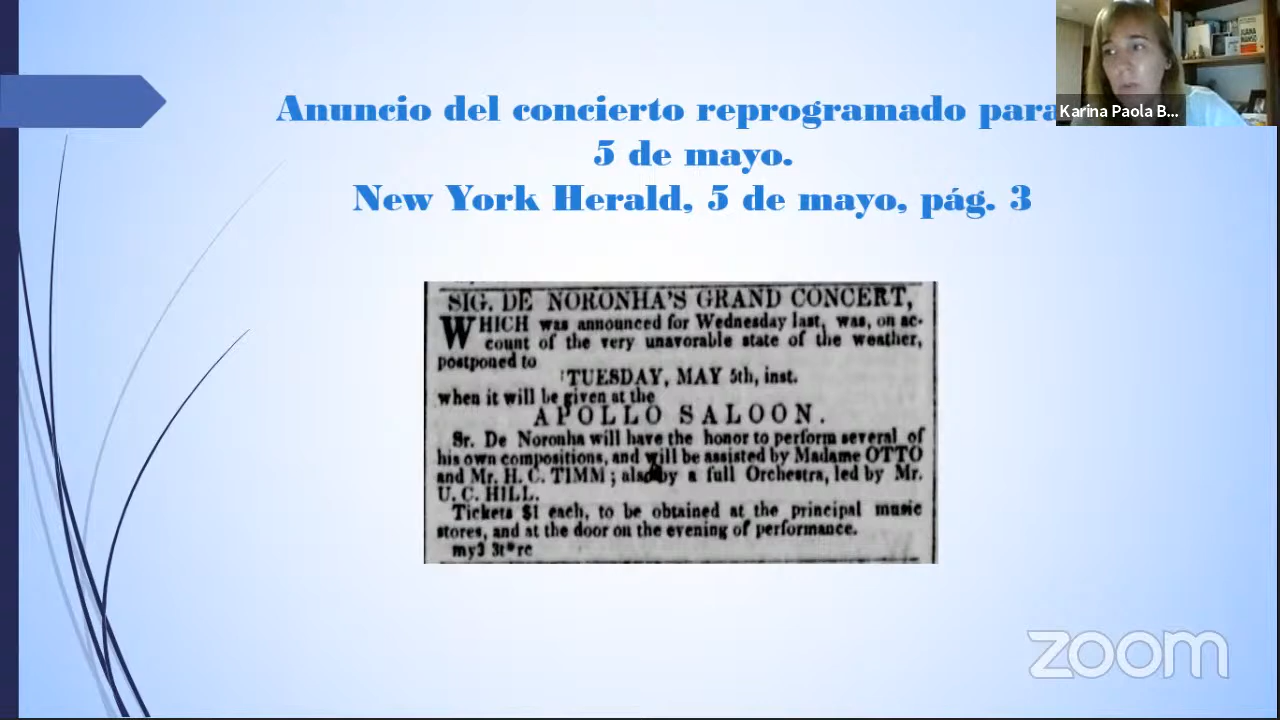 Anuncio del concierto reprogramado para
5 de mayo.
New York Herald, 5 de mayo, pág. 3
Karina Paola B...
SIG. DE NORONHA'S GRAND CONCERT,
WHICH was announced for Wednesday last, was, on ac-
count of the very unavorable state of the weather,
postponed to
TUESDAY, MAY 5th, inst.
when it will be given at the
APOLLO SALOON.
Sr. De Noronha will have the honor to perform several of
his own compositions, and will be assisted by Madame OTTO
and Mr. H. C. TIMM; also by a full Orchestra, led by Mr.
U. C. HILL.
Tickets $1 each, to be obtained at the principal music
stores, and at the door on the evening of performance.
my3 3t*rc
zoom